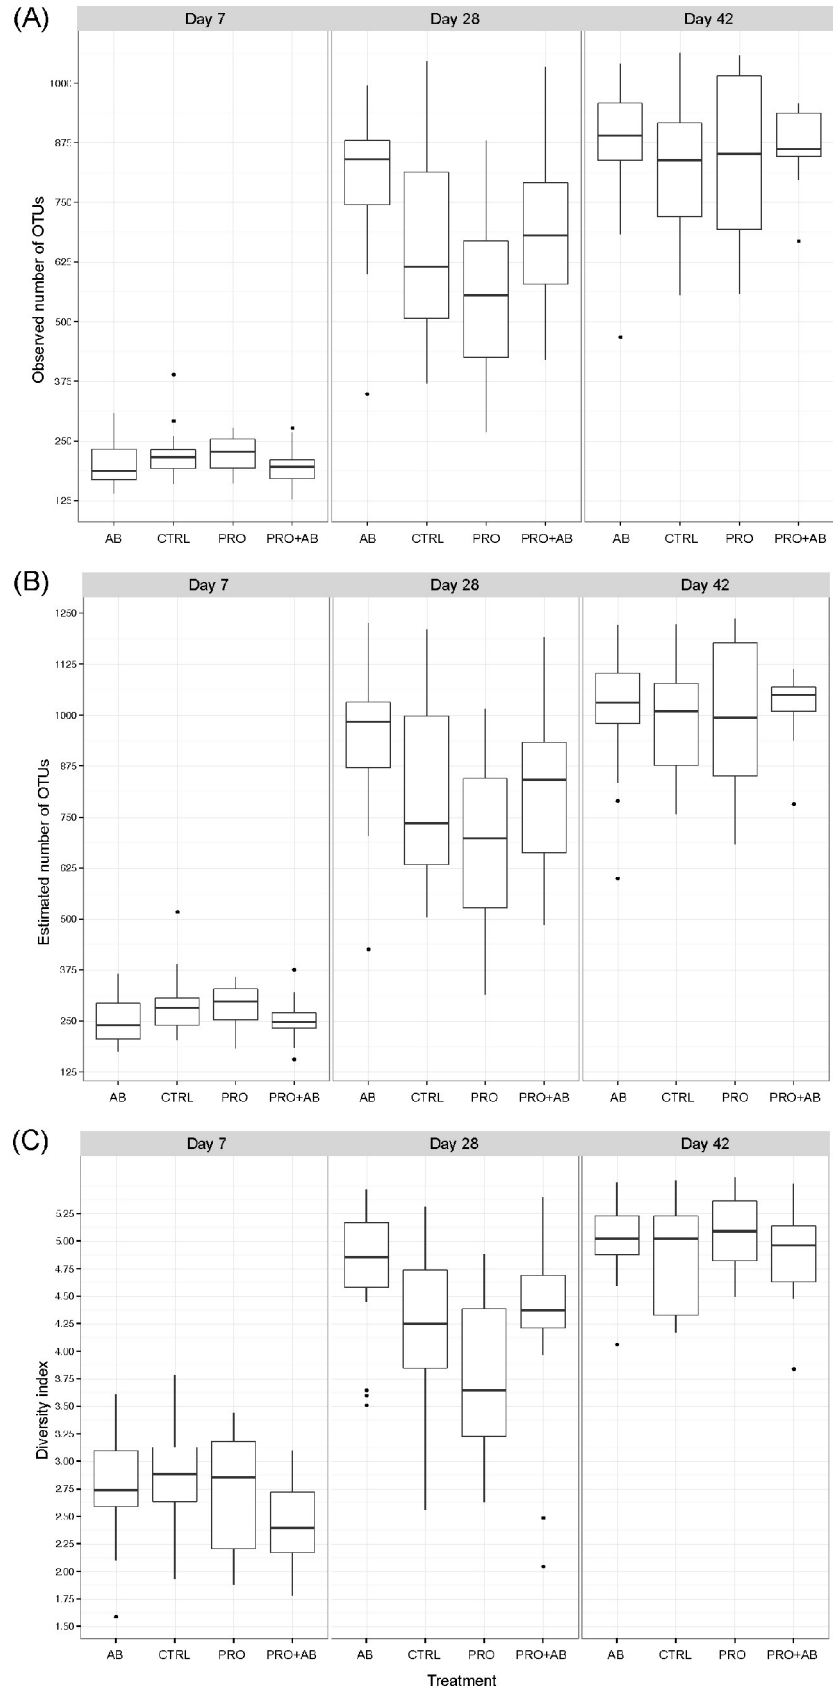 (A)
Day 7 Day 28 Day 42
Observed number of OTUs
1000
875
750
625
500
375
250
125
AB CTRL PRO PRO+AB AB CTRL PRO PRO+AB AB CTRL PRO PRO+AB
(B)
Day 7 Day 28 Day 42
Estimated number of OTUs
1250
1125
1000
875
750
625
500
375
250
125
AB CTRL PRO PRO+AB AB CTRL PRO PRO+AB AB CTRL PRO PRO+AB
(C)
Day 7 Day 28 Day 42
Diversity index
5.25
5.00
4.75
4.50
4.25
4.00
3.75
3.50
3.25
3.00
2.75
2.50
2.25
2.00
1.75
1.50
AB CTRL PRO PRO+AB AB CTRL PRO PRO+AB AB CTRL PRO PRO+AB
Treatment